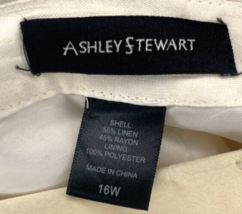 ASHLEY STEWART
SHELL:
55% LINEN
45% RAYON
LINING:
100% POLYESTER
MADE IN CHINA
16W